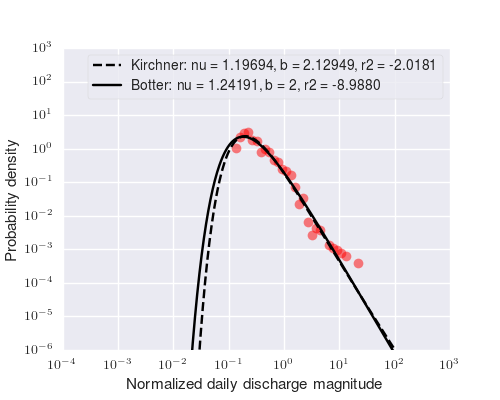 Kirchner: nu = 1.19694, b = 2.12949, r2 = -2.0181
Botter: nu = 1.24191, b = 2, r2 = -8.9880
Probability density
10³
10²
10¹
10⁰
10⁻¹
10⁻²
10⁻³
10⁻⁴
10⁻⁵
10⁻⁶
10⁻⁴ 10⁻³ 10⁻² 10⁻¹ 10⁰ 10¹ 10² 10³
Normalized daily discharge magnitude